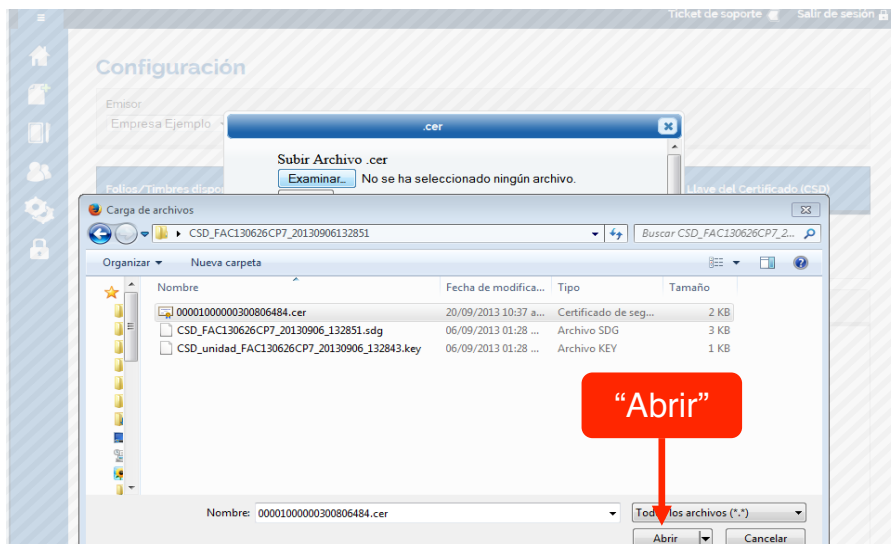 Ticket de soporte Salir de sesión
Configuración
Emisor
Empresa Ejemplo
.cer
Subir Archivo .cer
Examinar... No se ha seleccionado ningún archivo.
Folios/Timbres dispo Llave del Certificado (CSD)
Carga de archivos
CSD_FAC130626CP7_20130906132851 Buscar CSD_FAC130626CP7_2...
Organizar Nueva carpeta
Nombre Fecha de modifica... Tipo Tamaño
00001000000300806484.cer 20/09/2013 10:37 a... Certificado de seg... 2 KB
CSD_FAC130626CP7_20130906_132851.sdg 06/09/2013 01:28 ... Archivo SDG 3 KB
CSD_unidad_FAC130626CP7_20130906_132843.key 06/09/2013 01:28 ... Archivo KEY 1 KB
“Abrir”
Nombre: 00001000000300806484.cer los archivos (*.*)
Abrir Cancelar